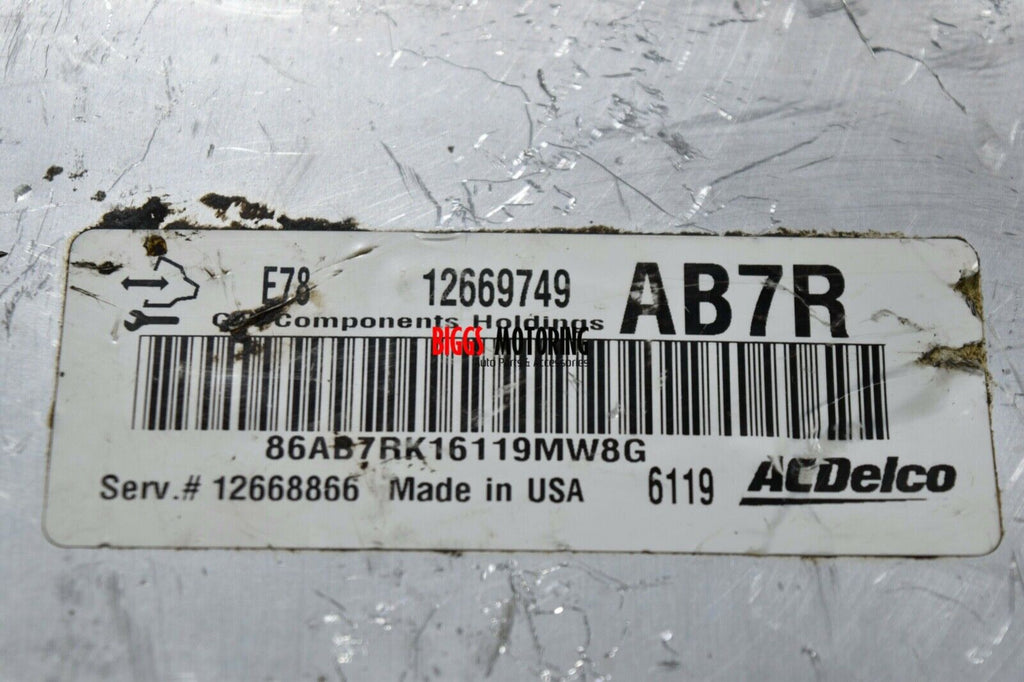 E78 12669749 AB7R
Components Holdings
BIGGS MOTORING
Auto Parts & Accessories
86AB7RK16119MW8G
Serv.# 12668866 Made in USA 6119 ACDelco